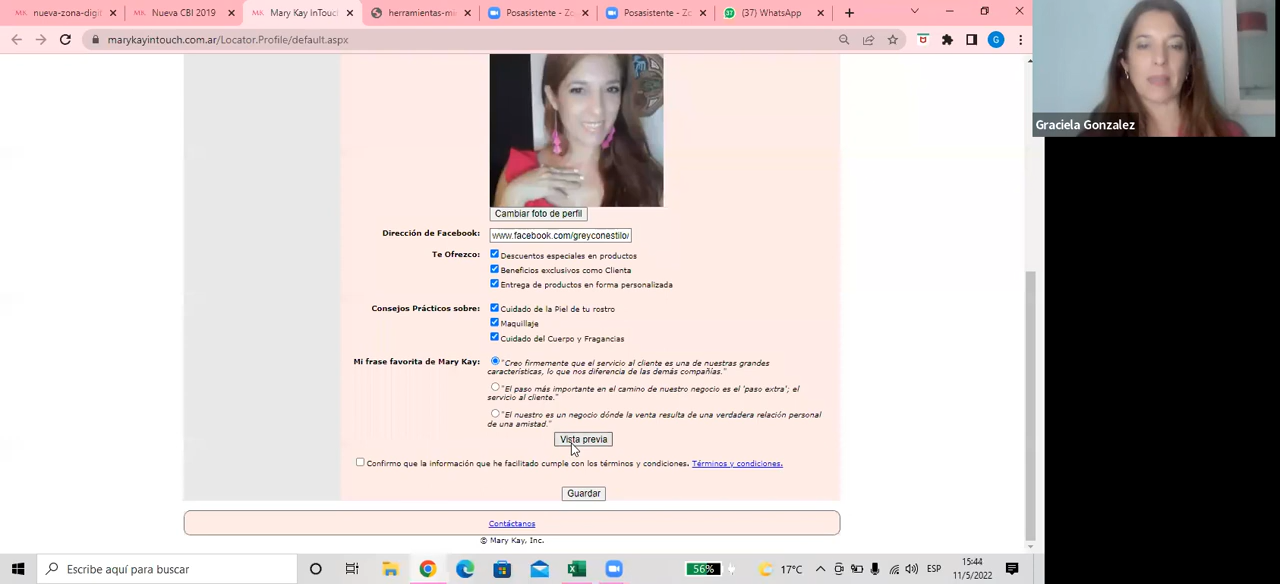 nueva-zona-digi
Nueva CBI 2019
Mary Kay InTouch
herramientas-mi
Posasistente - Zo
Posasistente - Zo
(37) WhatsApp
marykayintouch.com.ar/Locator.Profile/default.aspx
G
Graciela Gonzalez
Cambiar foto de perfil
Dirección de Facebook:
www.facebook.com/greyconestilo/
Te Ofrezco:
Descuentos especiales en productos
Beneficios exclusivos como Clienta
Entrega de productos en forma personalizada
Consejos Prácticos sobre:
Cuidado de la Piel de tu rostro
Maquillaje
Cuidado del Cuerpo y Fragancias
Mi frase favorita de Mary Kay:
"Creo firmemente que el servicio al cliente es una de nuestras grandes
características, lo que nos diferencia de las demás compañías."
"El paso más importante en el camino de nuestro negocio es el 'paso extra'; el
servicio al cliente."
"El nuestro es un negocio dónde la venta resulta de una verdadera relación personal
de una amistad."
Vista previa
Confirmo que la información que he facilitado cumple con los términos y condiciones. Términos y condiciones.
Guardar
Contáctanos
© Mary Kay, Inc.
Escribe aquí para buscar
56%
17°C
ESP
15:44
11/5/2022